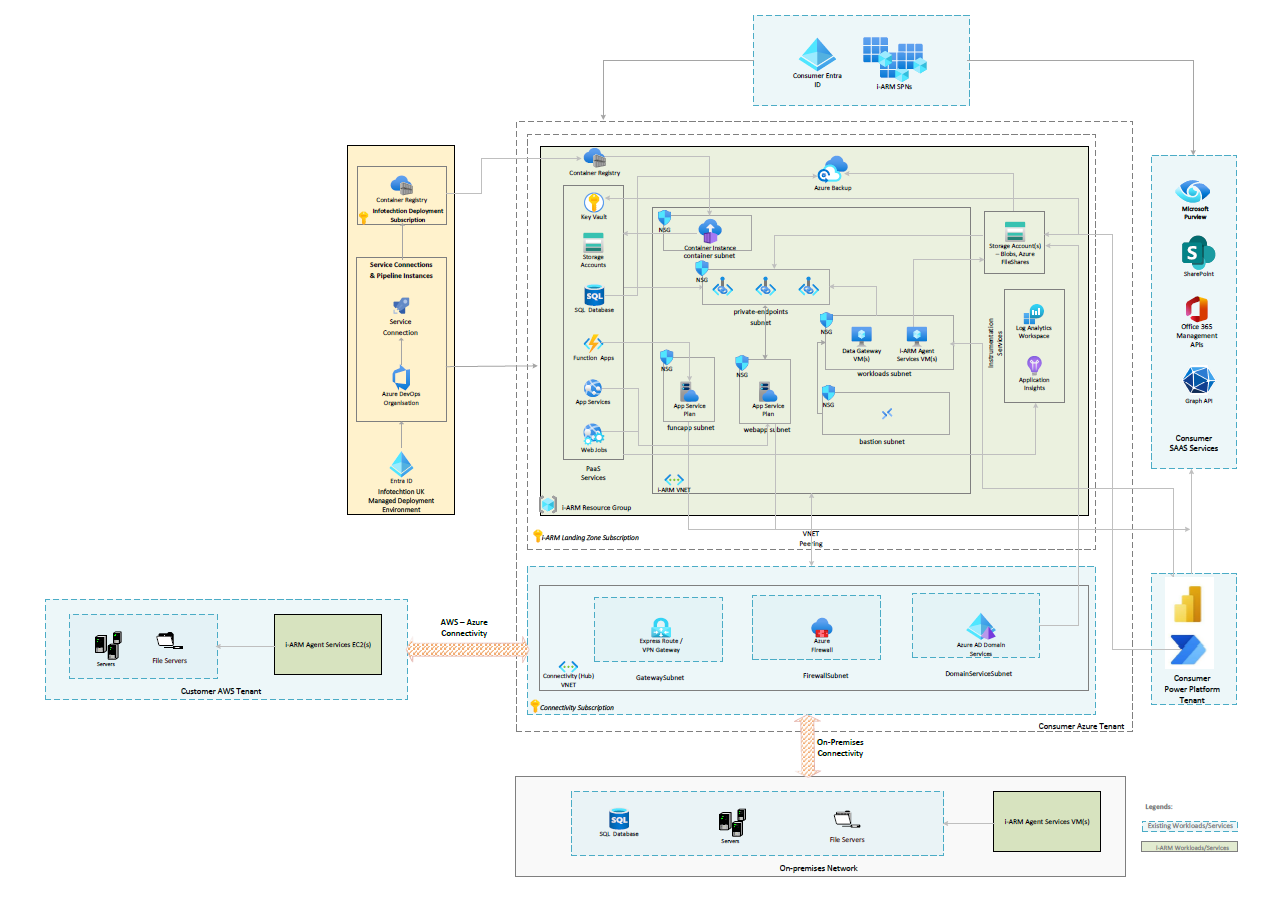 Consumer Entra
ID
i-ARM SPNs
Container Registry
Infotechtion Deployment
Subscription
Service Connections
& Pipeline Instances
Service
Connection
Azure DevOps
Organisation
Entra ID
Infotechtion UK
Managed Deployment
Environment
Container Registry
Azure Backup
Key Vault
Storage
Accounts
SQL Database
Function Apps
App Services
Web Jobs
PaaS
Services
NSG
Container Instance
container subnet
NSG
private-endpoints
subnet
NSG
Data Gateway
VM(s)
i-ARM Agent
Services VM(s)
workloads subnet
NSG
App Service
Plan
funcapp subnet
NSG
App Service
Plan
webapp subnet
NSG
bastion subnet
i-ARM VNET
Storage Account(s)
– Blobs, Azure
FileShares
Instrumentation
Services
Log Analytics
Workspace
Application
Insights
i-ARM Resource Group
i-ARM Landing Zone Subscription
VNET
Peering
Microsoft
Purview
SharePoint
Office 365
Management
APIs
Graph API
Consumer
SAAS Services
Consumer
Power Platform
Tenant
Servers
File Servers
i-ARM Agent Services EC2(s)
Customer AWS Tenant
AWS – Azure
Connectivity
Express Route /
VPN Gateway
GatewaySubnet
Azure
Firewall
FirewallSubnet
Azure AD Domain
Services
DomainServiceSubnet
Connectivity (Hub)
VNET
Connectivity Subscription
Consumer Azure Tenant
On-Premises
Connectivity
SQL
SQL Database
Servers
File Servers
i-ARM Agent Services VM(s)
On-premises Network
Legends:
Existing Workloads/Services
i-ARM Workloads/Services